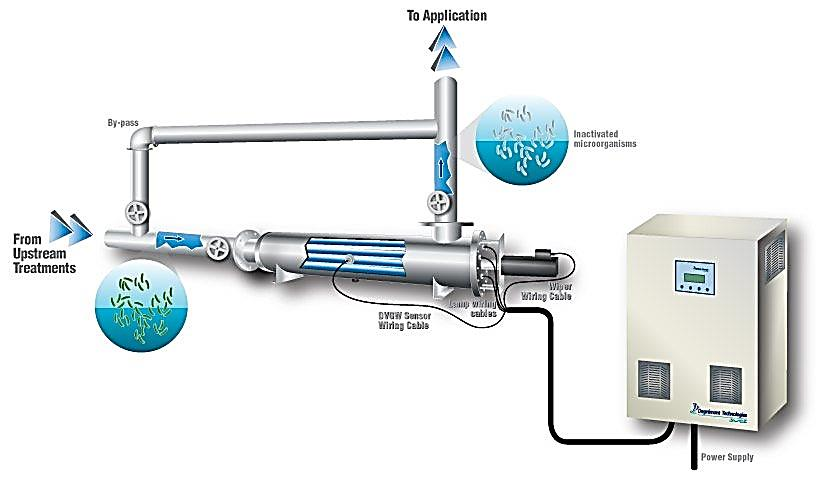 To Application
By-pass
Inactivated
microorganisms
From
Upstream
Treatments
Wiper
Wiring Cable
Lamp wiring
cables
DVGW Sensor
Wiring Cable
Degrémont Technologies
Power Supply